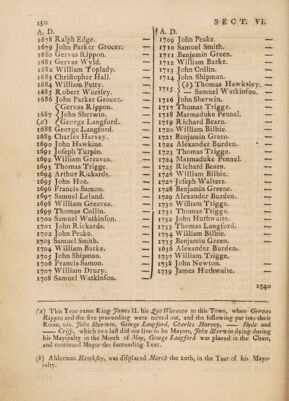 150 SECT. VI.
A. D.
1678 Ralph Edge.
1679 John Parker Grocer.
1680 Gervas Rippon.
1681 Gervas Wyld.
1682 William Toplady.
1683 Christopher Hall.
1684 William Petty.
1685 Robert Wortley.
1686 John Parker Grocer.
Gervas Rippon.
1687 John Sherwin.
(a) George Langford.
1688 George Langford.
1689 Charles Harvey.
1690 John Hawkins.
1691 Joseph Turpin.
1692 William Greaves.
1693 Thomas Trigge.
1694 Arthur Rickards.
1695 John Hoe.
1696 Francis Samon.
1697 Samuel Leland.
1698 William Greaves.
1699 Thomas Collin.
1700 Samuel Watkinson.
1701 John Rickards.
1702 John Peake.
1703 Samuel Smith.
1704 William Barke.
1705 John Shipman.
1706 Francis Samon.
1707 William Drury.
1708 Samuel Watkinson.
A. D.
1709 John Peake.
1710 Samuel Smith.
1711 Benjamin Green.
1712 William Barke.
1713 John Collin.
1714 John Shipman.
(b) Thomas Hawksley.
1715
Samuel Watkinson.
1716 John Sherwin.
1717 Thomas Trigge.
1718 Marmaduke Pennel.
1719 Richard Bearn.
1720 William Bilbie.
1721 Benjamin Green.
1722 Alexander Burden.
1723 Thomas Trigge.
1724 Marmaduke Pennel.
1725 Richard Bearn.
1726 William Bilbie.
1727 Joseph Walters.
1728 Benjamin Greene.
1729 Alexander Burden.
1730 William Trigge.
1731 Thomas Trigge.
1732 John Huthwaite.
1733 Thomas Langford.
1734 William Bilbie.
1735 Benjamin Green.
1736 Alexander Burden.
1737 William Trigge.
1738 John Newton.
1739 James Huthwaite.
1740
(a) This Year came King James II. his Quo Waranto to this Town, when Gervas
Rippon and the five proceeding were turned out, and the following put into their
Room, viz. John Sherwin, George Langford, Charles Harvey, — Hyde and
— Crisp, which two last did not live to be Mayors, John Sherwin dying during
his Mayoralty in the Month of May, George Langford was placed in the Chair,
and continued Mayor the succeeding Year.
(b) Alderman Hawksley, was displaced March the 20th, in the Year of his Mayo-
ralty.